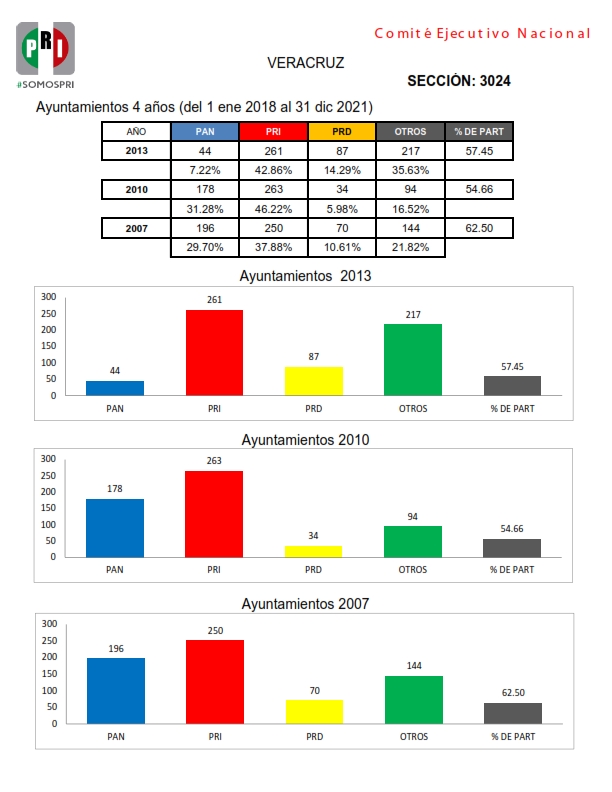 Comité Ejecutivo Nacional
PRI
#SOMOSPRI
VERACRUZ
SECCIÓN: 3024
Ayuntamientos 4 años (del 1 ene 2018 al 31 dic 2021)
AÑO PAN PRI PRD OTROS % DE PART
2013 44 261 87 217 57.45
7.22% 42.86% 14.29% 35.63%
2010 178 263 34 94 54.66
31.28% 46.22% 5.98% 16.52%
2007 196 250 70 144 62.50
29.70% 37.88% 10.61% 21.82%
Ayuntamientos 2013
300
250
200
150
100
50
0
44 261 87 217 57.45
PAN PRI PRD OTROS % DE PART
Ayuntamientos 2010
300
250
200
150
100
50
0
178 263 34 94 54.66
PAN PRI PRD OTROS % DE PART
Ayuntamientos 2007
300
250
200
150
100
50
0
196 250 70 144 62.50
PAN PRI PRD OTROS % DE PART